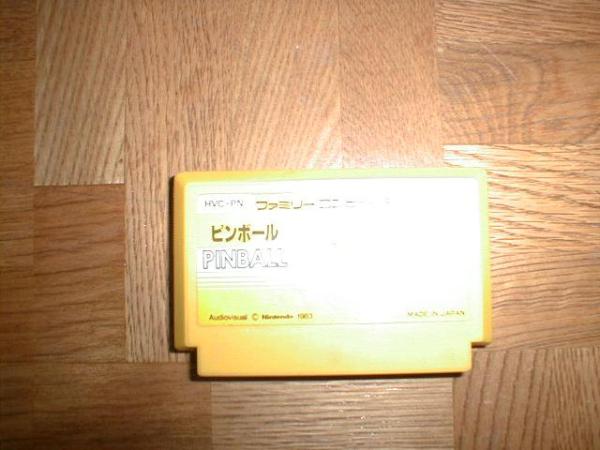 HVC-PN ファミリー コンピュータ
ピンボール
PINBALL
Audiovisual © Nintendo 1983
MADE IN JAPAN